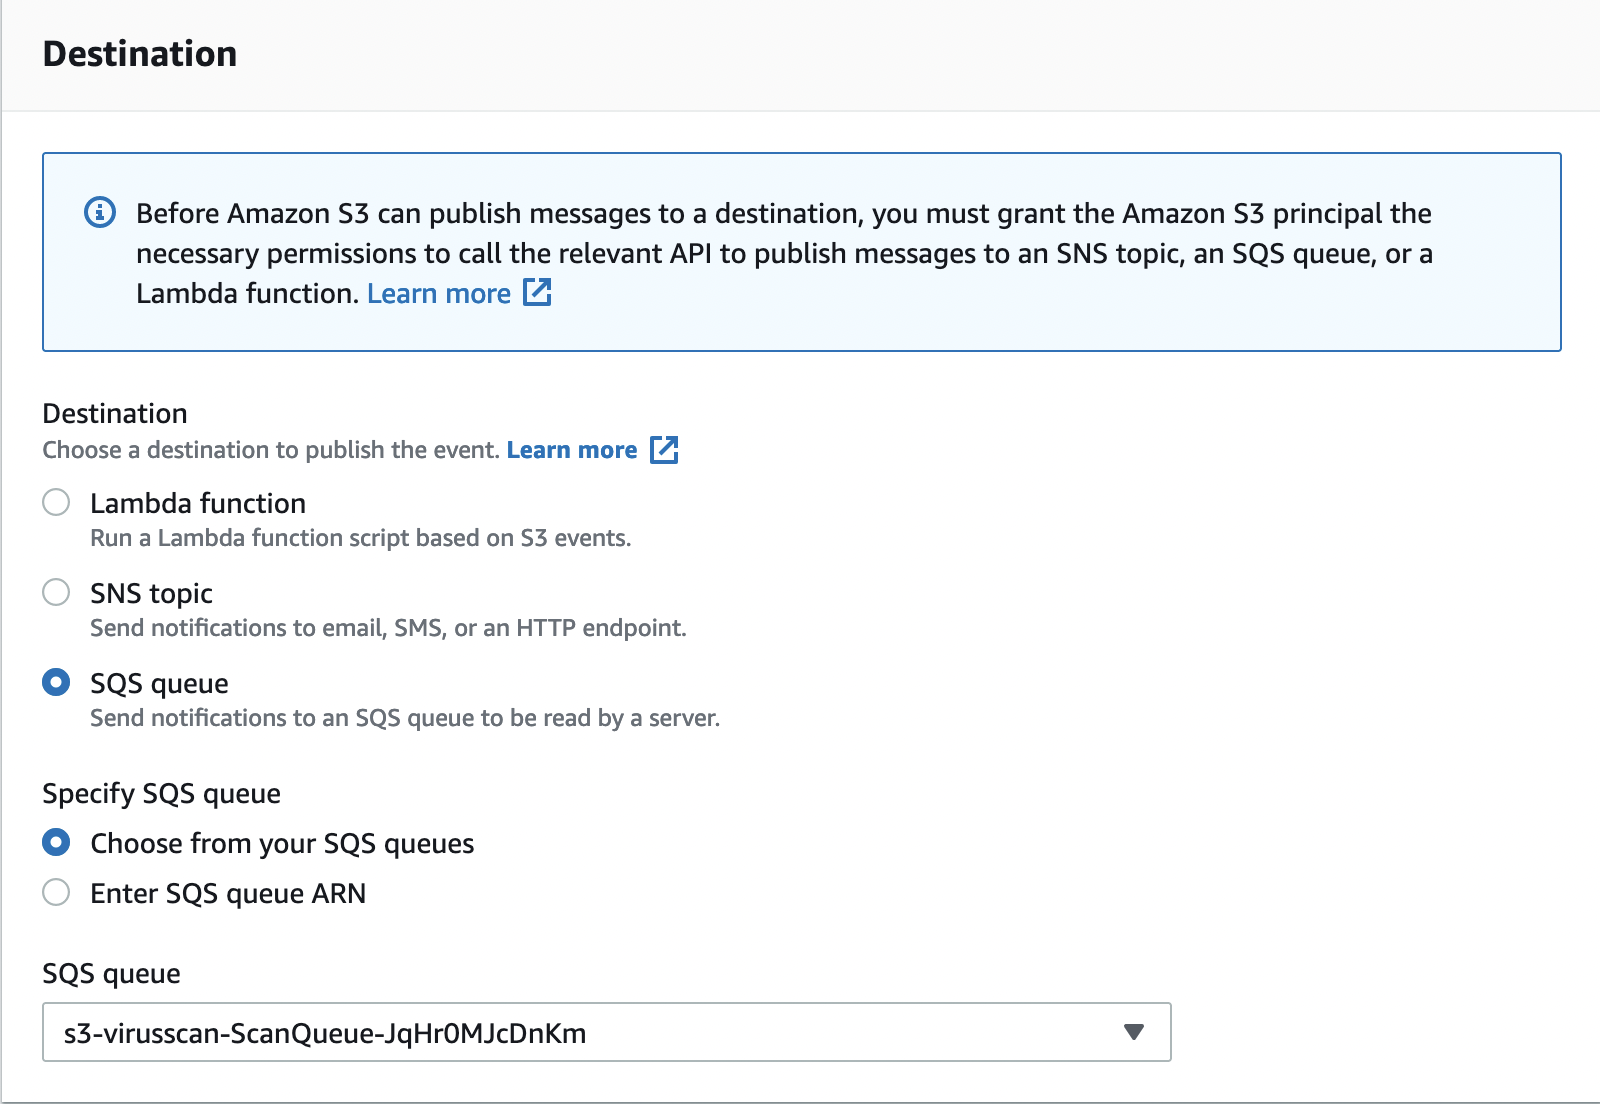 Destination
Before Amazon S3 can publish messages to a destination, you must grant the Amazon S3 principal the
necessary permissions to call the relevant API to publish messages to an SNS topic, an SQS queue, or a
Lambda function. Learn more
Destination
Choose a destination to publish the event. Learn more
Lambda function
Run a Lambda function script based on S3 events.
SNS topic
Send notifications to email, SMS, or an HTTP endpoint.
SQS queue
Send notifications to an SQS queue to be read by a server.
Specify SQS queue
Choose from your SQS queues
Enter SQS queue ARN
SQS queue
s3-virusscan-ScanQueue-JqHr0MJcDnKm